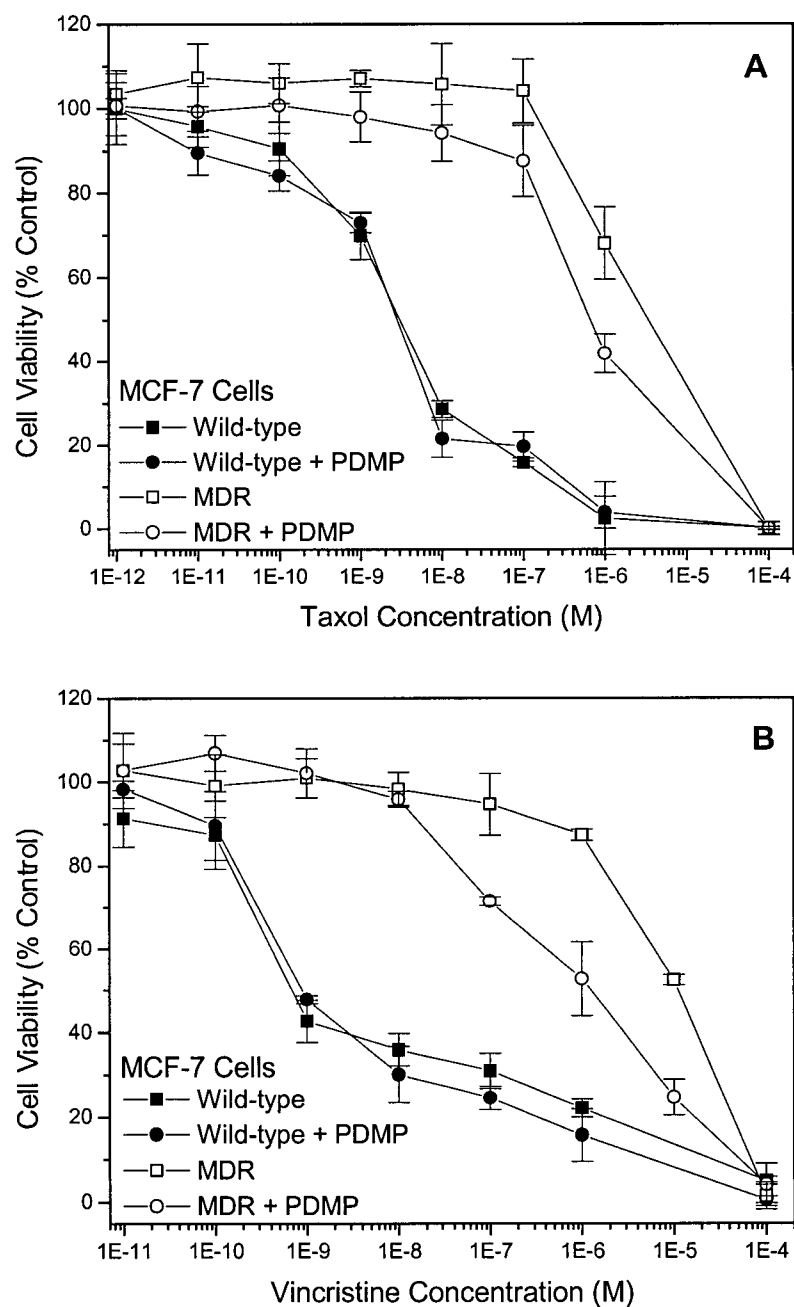 A
120
100
80
60
40
20
0
Cell Viability (% Control)
MCF-7 Cells
Wild-type
Wild-type + PDMP
MDR
MDR + PDMP
1E-12 1E-11 1E-10 1E-9 1E-8 1E-7 1E-6 1E-5 1E-4
Taxol Concentration (M)
B
120
100
80
60
40
20
0
Cell Viability (% Control)
MCF-7 Cells
Wild-type
Wild-type + PDMP
MDR
MDR + PDMP
1E-11 1E-10 1E-9 1E-8 1E-7 1E-6 1E-5 1E-4
Vincristine Concentration (M)